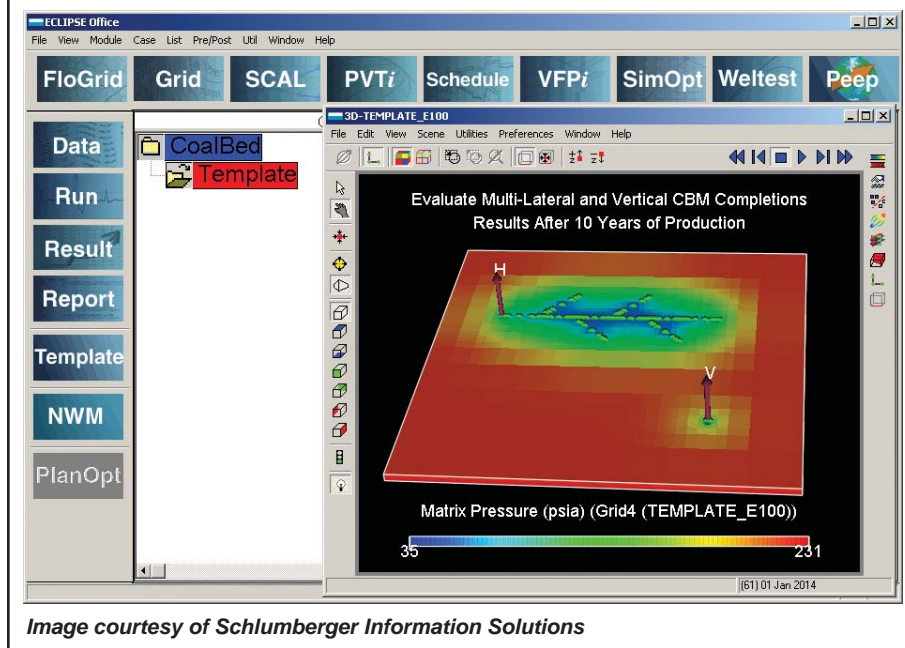 ECLIPSE Office
File View Module Case List Pre/Post Util Window Help
FloGrid Grid SCAL PVTi Schedule VFPi SimOpt Weltest Peep
Data
Run
Result
Report
Template
NWM
PlanOpt
CoalBed
Template
3D-TEMPLATE_E100
File Edit View Scene Utilities Preferences Window Help
Evaluate Multi-Lateral and Vertical CBM Completions
Results After 10 Years of Production
H
V
Matrix Pressure (psia) (Grid4 (TEMPLATE_E100))
35 231
(61) 01 Jan 2014
Image courtesy of Schlumberger Information Solutions